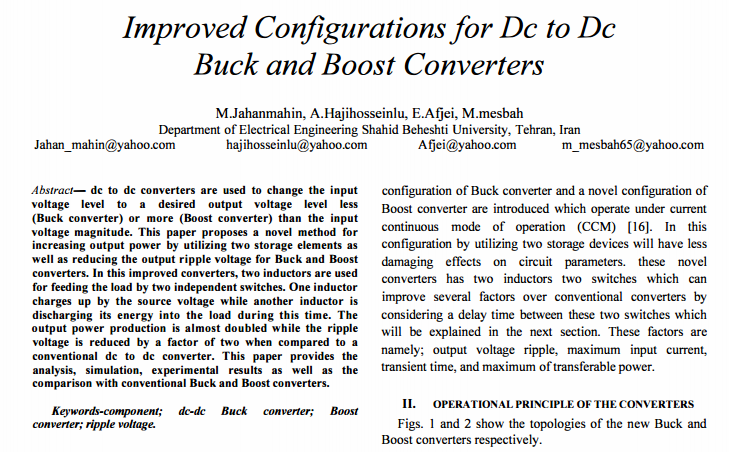 Improved Configurations for Dc to Dc
Buck and Boost Converters
M.Jahanmahin, A.Hajihosseinlu, E.Afjei, M.mesbah
Department of Electrical Engineering Shahid Beheshti University, Tehran, Iran
Jahan_mahin@yahoo.com hajihosseinlu@yahoo.com Afjei@yahoo.com m_mesbah65@yahoo.com
Abstract— dc to dc converters are used to change the input
voltage level to a desired output voltage level less
(Buck converter) or more (Boost converter) than the input
voltage magnitude. This paper proposes a novel method for
increasing output power by utilizing two storage elements as
well as reducing the output ripple voltage for Buck and Boost
converters. In this improved converters, two inductors are used
for feeding the load by two independent switches. One inductor
charges up by the source voltage while another inductor is
discharging its energy into the load during this time. The
output power production is almost doubled while the ripple
voltage is reduced by a factor of two when compared to a
conventional dc to dc converter. This paper provides the
analysis, simulation, experimental results as well as the
comparison with conventional Buck and Boost converters.
Keywords-component; dc-dc Buck converter; Boost
converter; ripple voltage.
configuration of Buck converter and a novel configuration of
Boost converter are introduced which operate under current
continuous mode of operation (CCM) [16]. In this
configuration by utilizing two storage devices will have less
damaging effects on circuit parameters. these novel
converters has two inductors two switches which can
improve several factors over conventional converters by
considering a delay time between these two switches which
will be explained in the next section. These factors are
namely; output voltage ripple, maximum input current,
transient time, and maximum of transferable power.
II. OPERATIONAL PRINCIPLE OF THE CONVERTERS
Figs. 1 and 2 show the topologies of the new Buck and
Boost converters respectively.